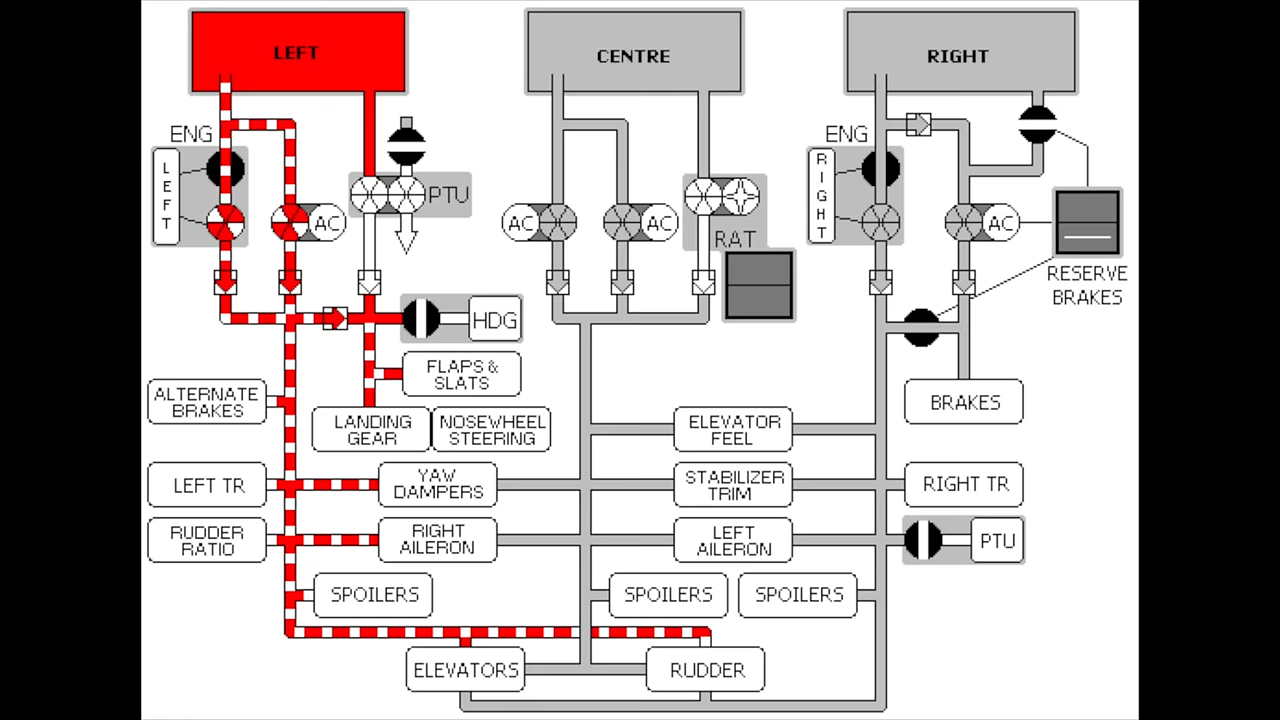 LEFT
CENTRE
RIGHT
ENG
LEFT
AC
PTU
AC
AC
RAT
ENG
RIGHT
AC
RESERVE
BRAKES
HDG
FLAPS &
SLATS
ALTERNATE
BRAKES
LANDING
GEAR
NOSEWHEEL
STEERING
ELEVATOR
FEEL
BRAKES
LEFT TR
YAW
DAMPERS
STABILIZER
TRIM
RIGHT TR
RUDDER
RATIO
RIGHT
AILERON
LEFT
AILERON
PTU
SPOILERS
SPOILERS
SPOILERS
ELEVATORS
RUDDER